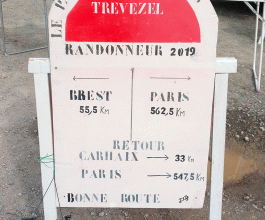 TREVEZEL
RANDONNEUR 2019
BREST
55,5 KM
PARIS
562,5 KM
RETOUR
CARHAIX → 33 KM
PARIS → 547,5 KM
BONNE ROUTE